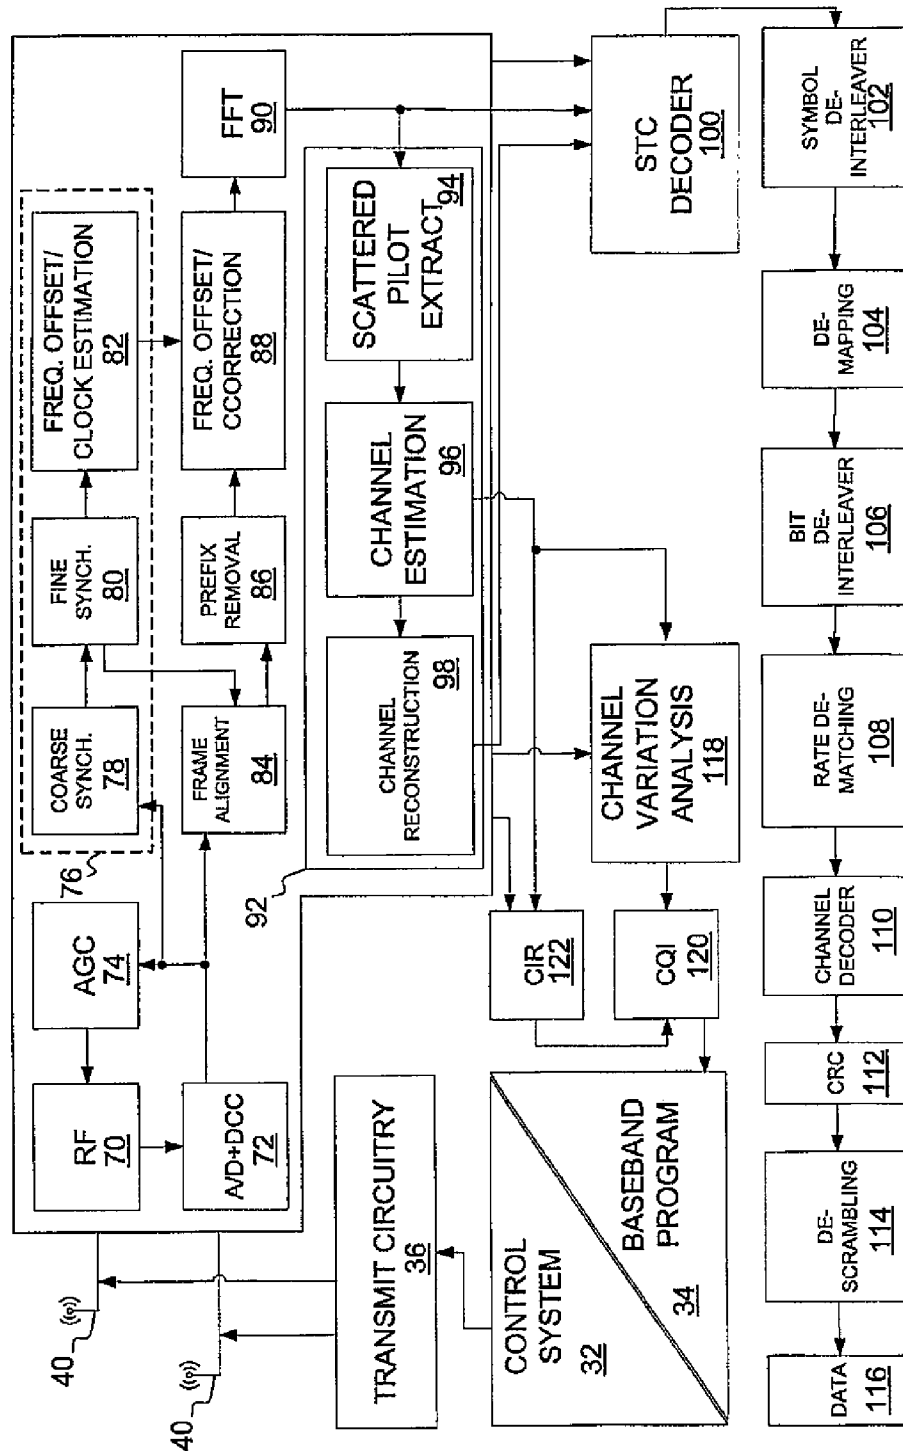 40
40
RF
70
A/D+DCC
72
AGC
74
76
COARSE
SYNCH.
78
FINE
SYNCH.
80
FREQ. OFFSET/
CLOCK ESTIMATION
82
FRAME
ALIGNMENT
84
PREFIX
REMOVAL
86
FREQ. OFFSET/
CCORRECTION
88
FFT
90
92
CHANNEL
RECONSTRUCTION
98
CHANNEL
ESTIMATION
96
SCATTERED
PILOT
EXTRACT
94
TRANSMIT CIRCUITRY
36
CONTROL
SYSTEM
32
BASEBAND
PROGRAM
34
CIR
122
CQI
120
CHANNEL
VARIATION
ANALYSIS
118
STC
DECODER
100
DATA
116
DE-
SCRAMBLING
114
CRC
112
CHANNEL
DECODER
110
RATE DE-
MATCHING
108
BIT
DE-
INTERLEAVER
106
DE-
MAPPING
104
SYMBOL
DE-
INTERLEAVER
102